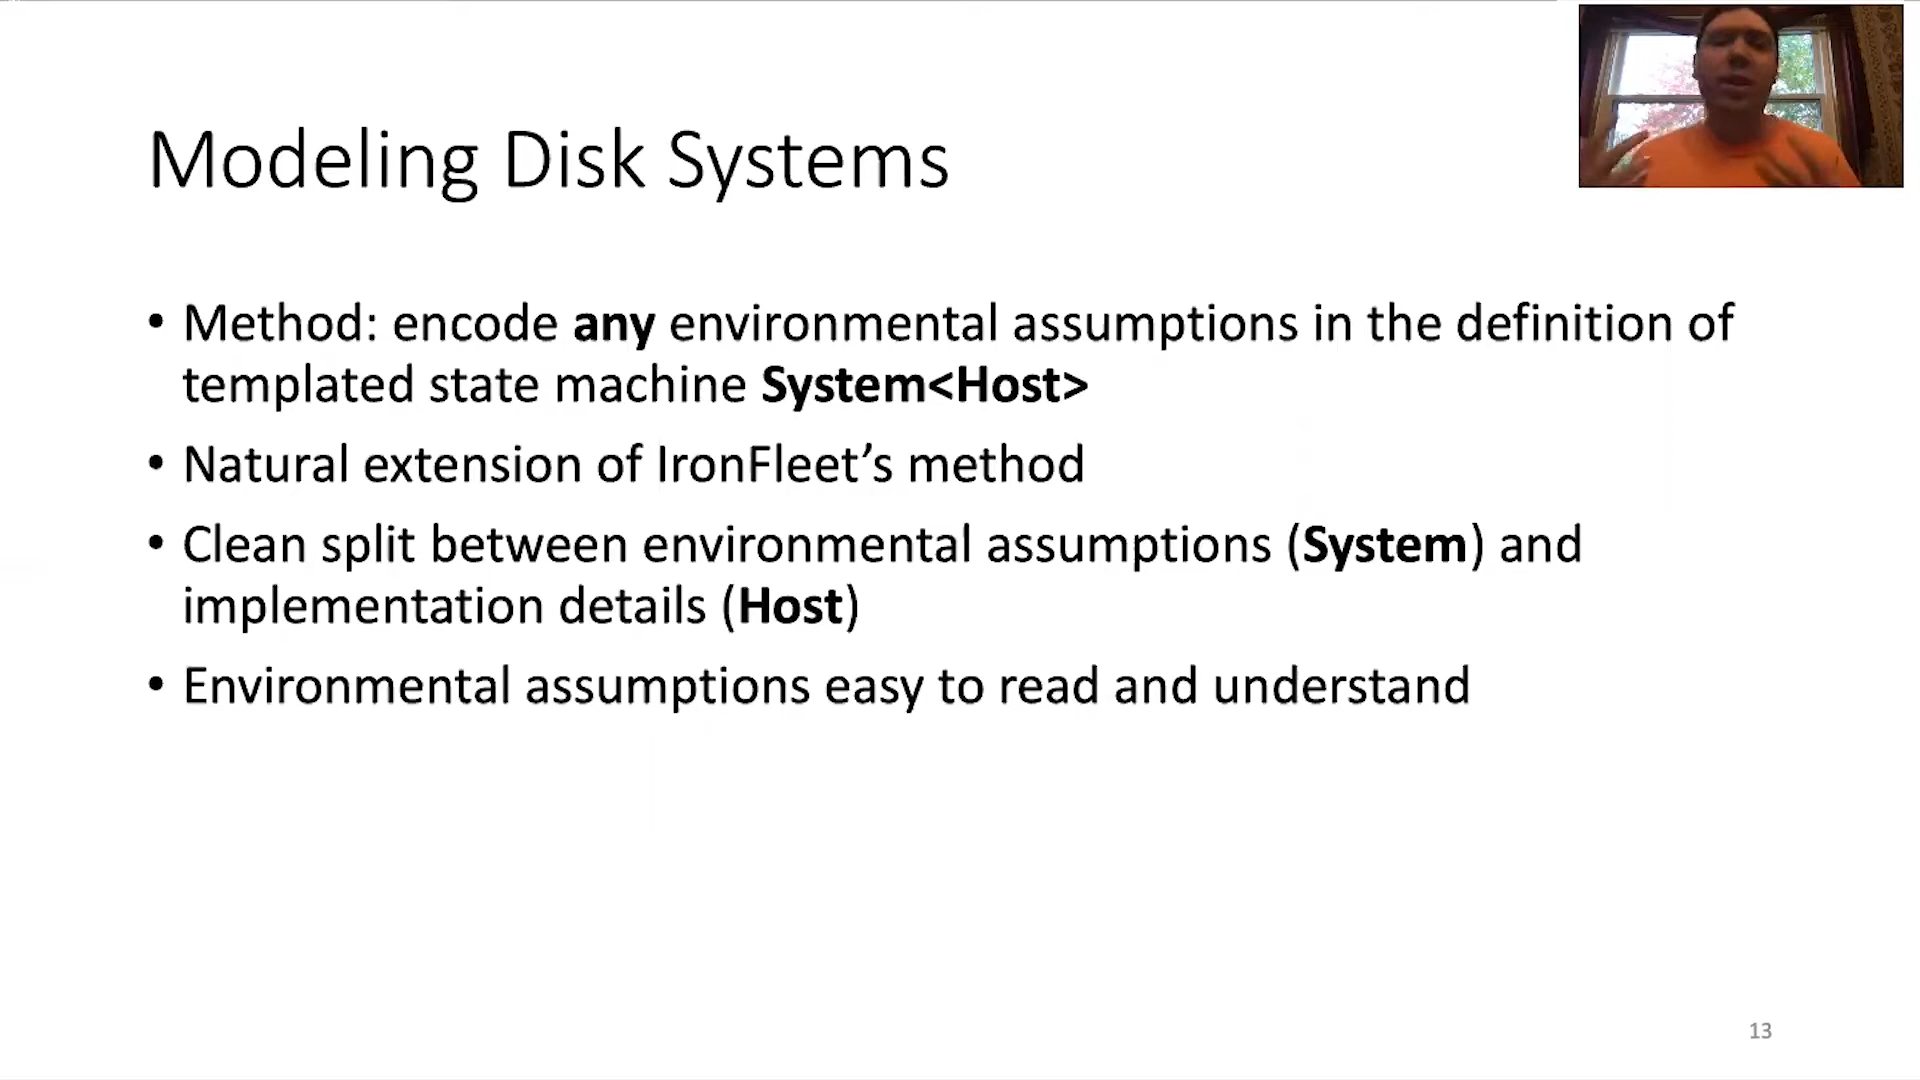 Modeling Disk Systems
• Method: encode any environmental assumptions in the definition of
templated state machine System<Host>
• Natural extension of IronFleet’s method
• Clean split between environmental assumptions (System) and
implementation details (Host)
• Environmental assumptions easy to read and understand
13